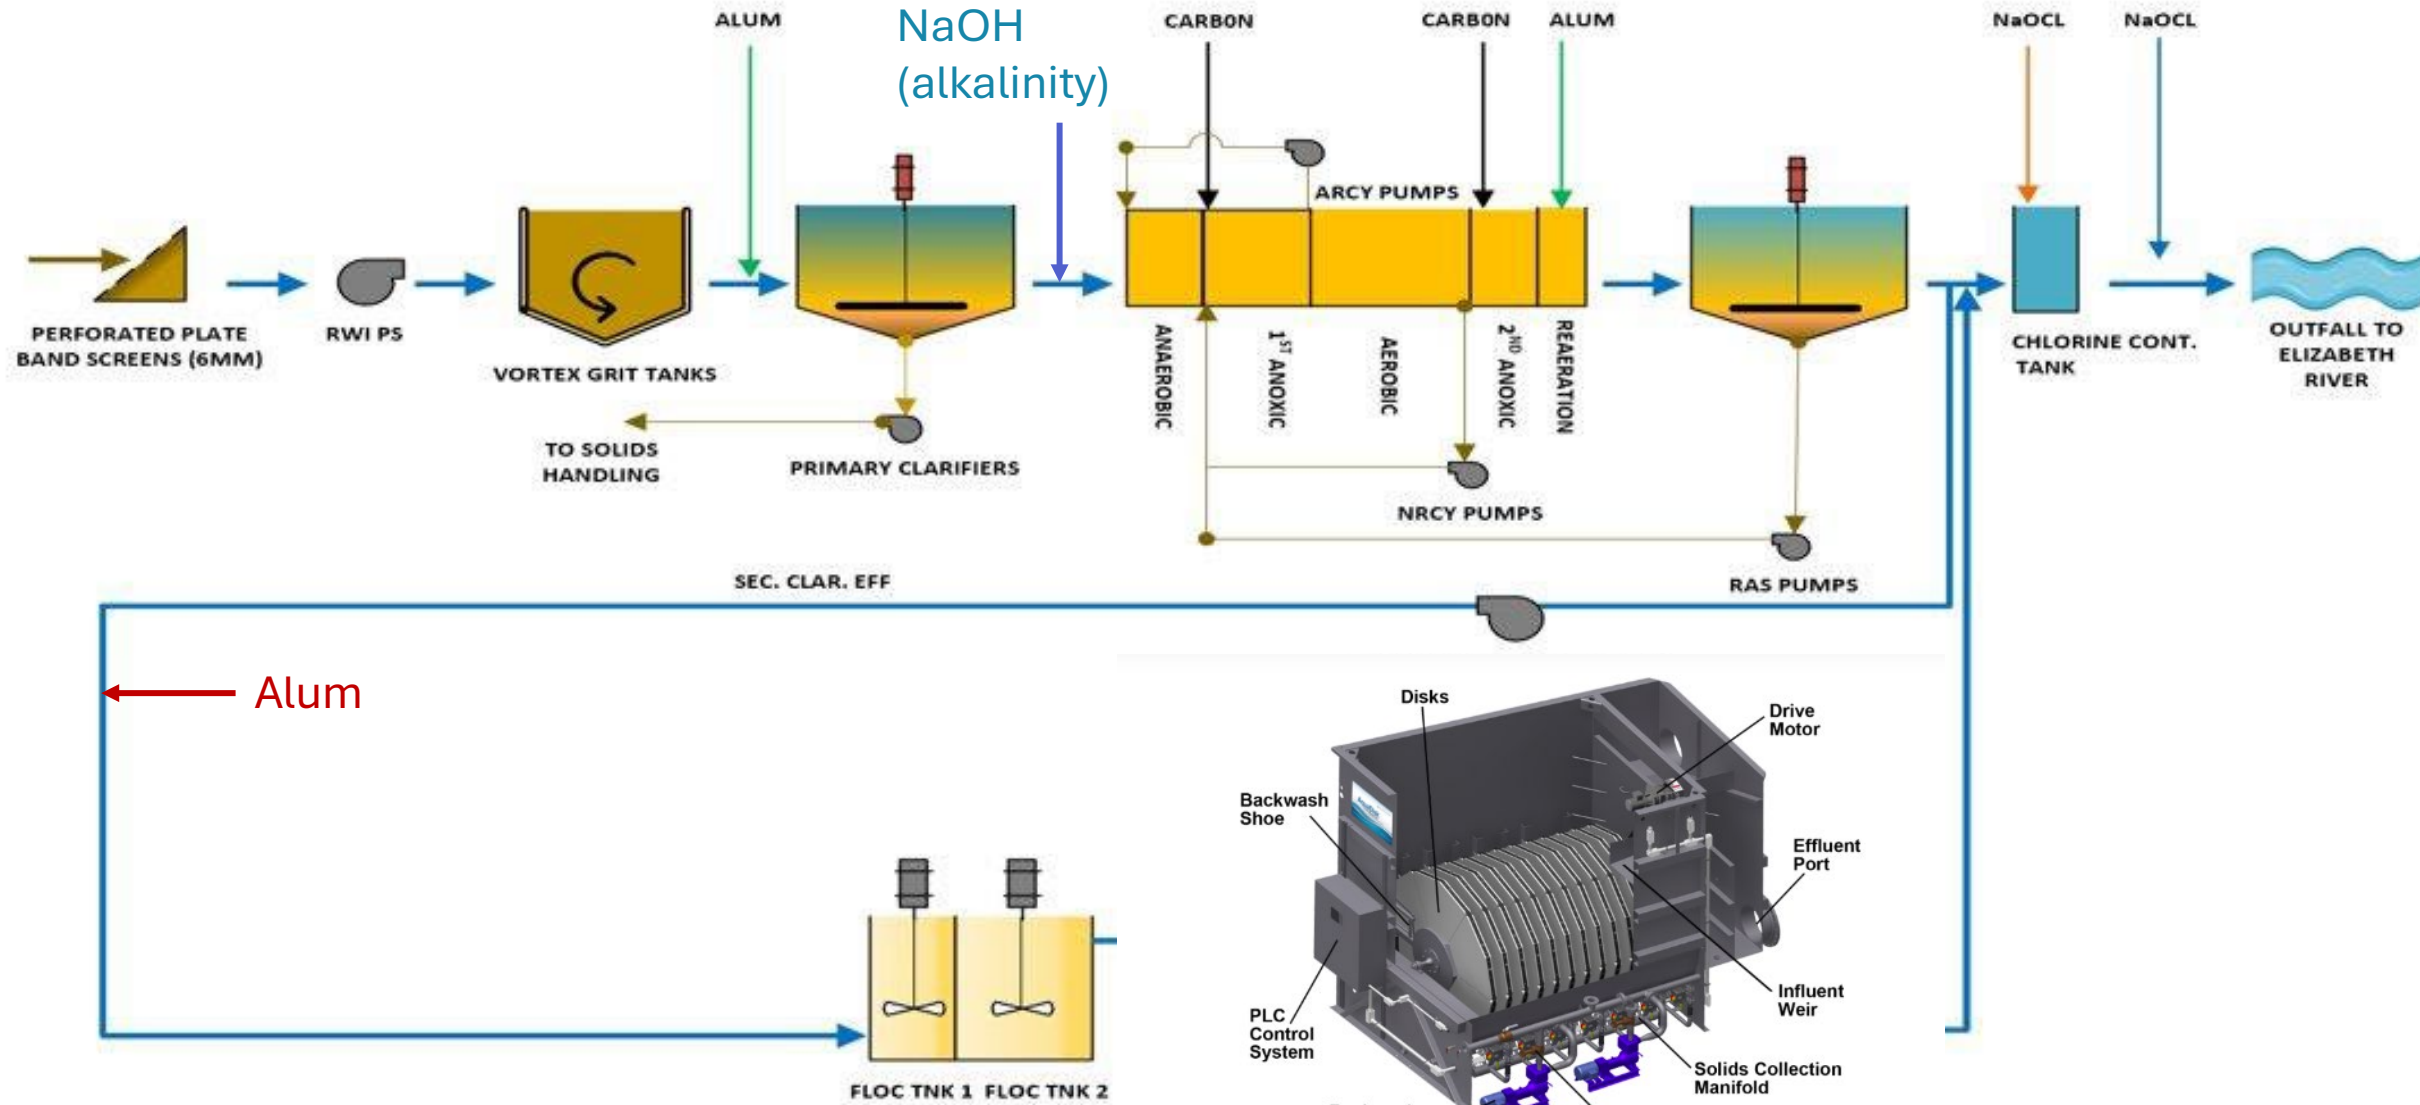 ALUM
NaOH
(alkalinity)
CARBON
CARBON
ALUM
NaOCL
NaOCL
ARCY PUMPS
PERFORATED PLATE
BAND SCREENS (6MM)
RWI PS
VORTEX GRIT TANKS
TO SOLIDS
HANDLING
PRIMARY CLARIFIERS
ANAEROBIC
1ST ANOXIC
AEROBIC
2ND ANOXIC
REAERATION
NRCY PUMPS
RAS PUMPS
CHLORINE CONT.
TANK
OUTFALL TO
ELIZABETH
RIVER
SEC. CLAR. EFF
Alum
FLOC TNK 1
FLOC TNK 2
Disks
Drive
Motor
Backwash
Shoe
Effluent
Port
PLC
Control
System
Influent
Weir
Solids Collection
Manifold